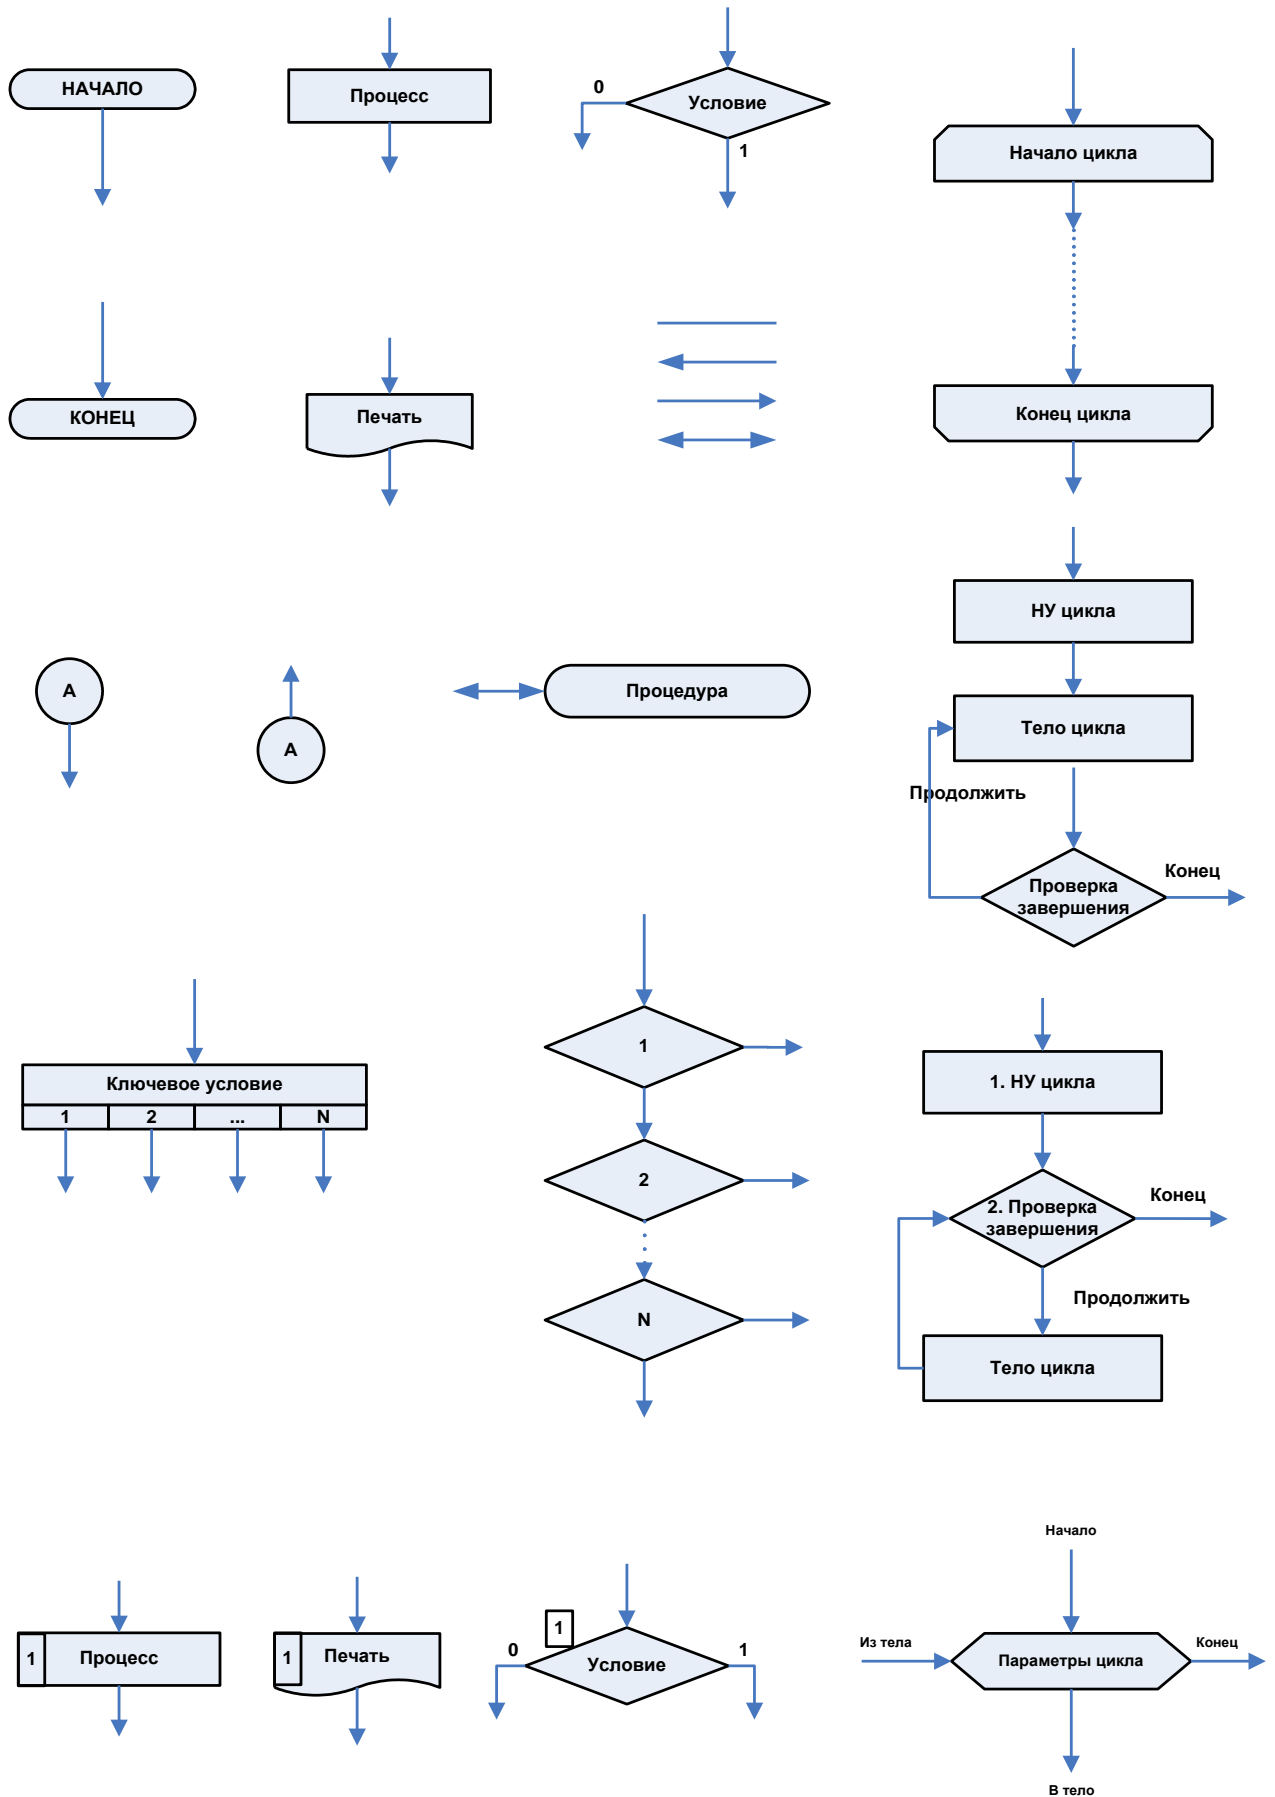 НАЧАЛО
Процесс
0
Условие
1
Начало цикла
КОНЕЦ
Печать
Конец цикла
НУ цикла
А
А
Процедура
Тело цикла
Продолжить
Проверка
завершения
Конец
Ключевое условие
1 2 ... N
1
2
N
1. НУ цикла
2. Проверка
завершения
Конец
Продолжить
Тело цикла
1 Процесс
1 Печать
0
1
Условие
1
Начало
Из тела
Параметры цикла
Конец
В тело